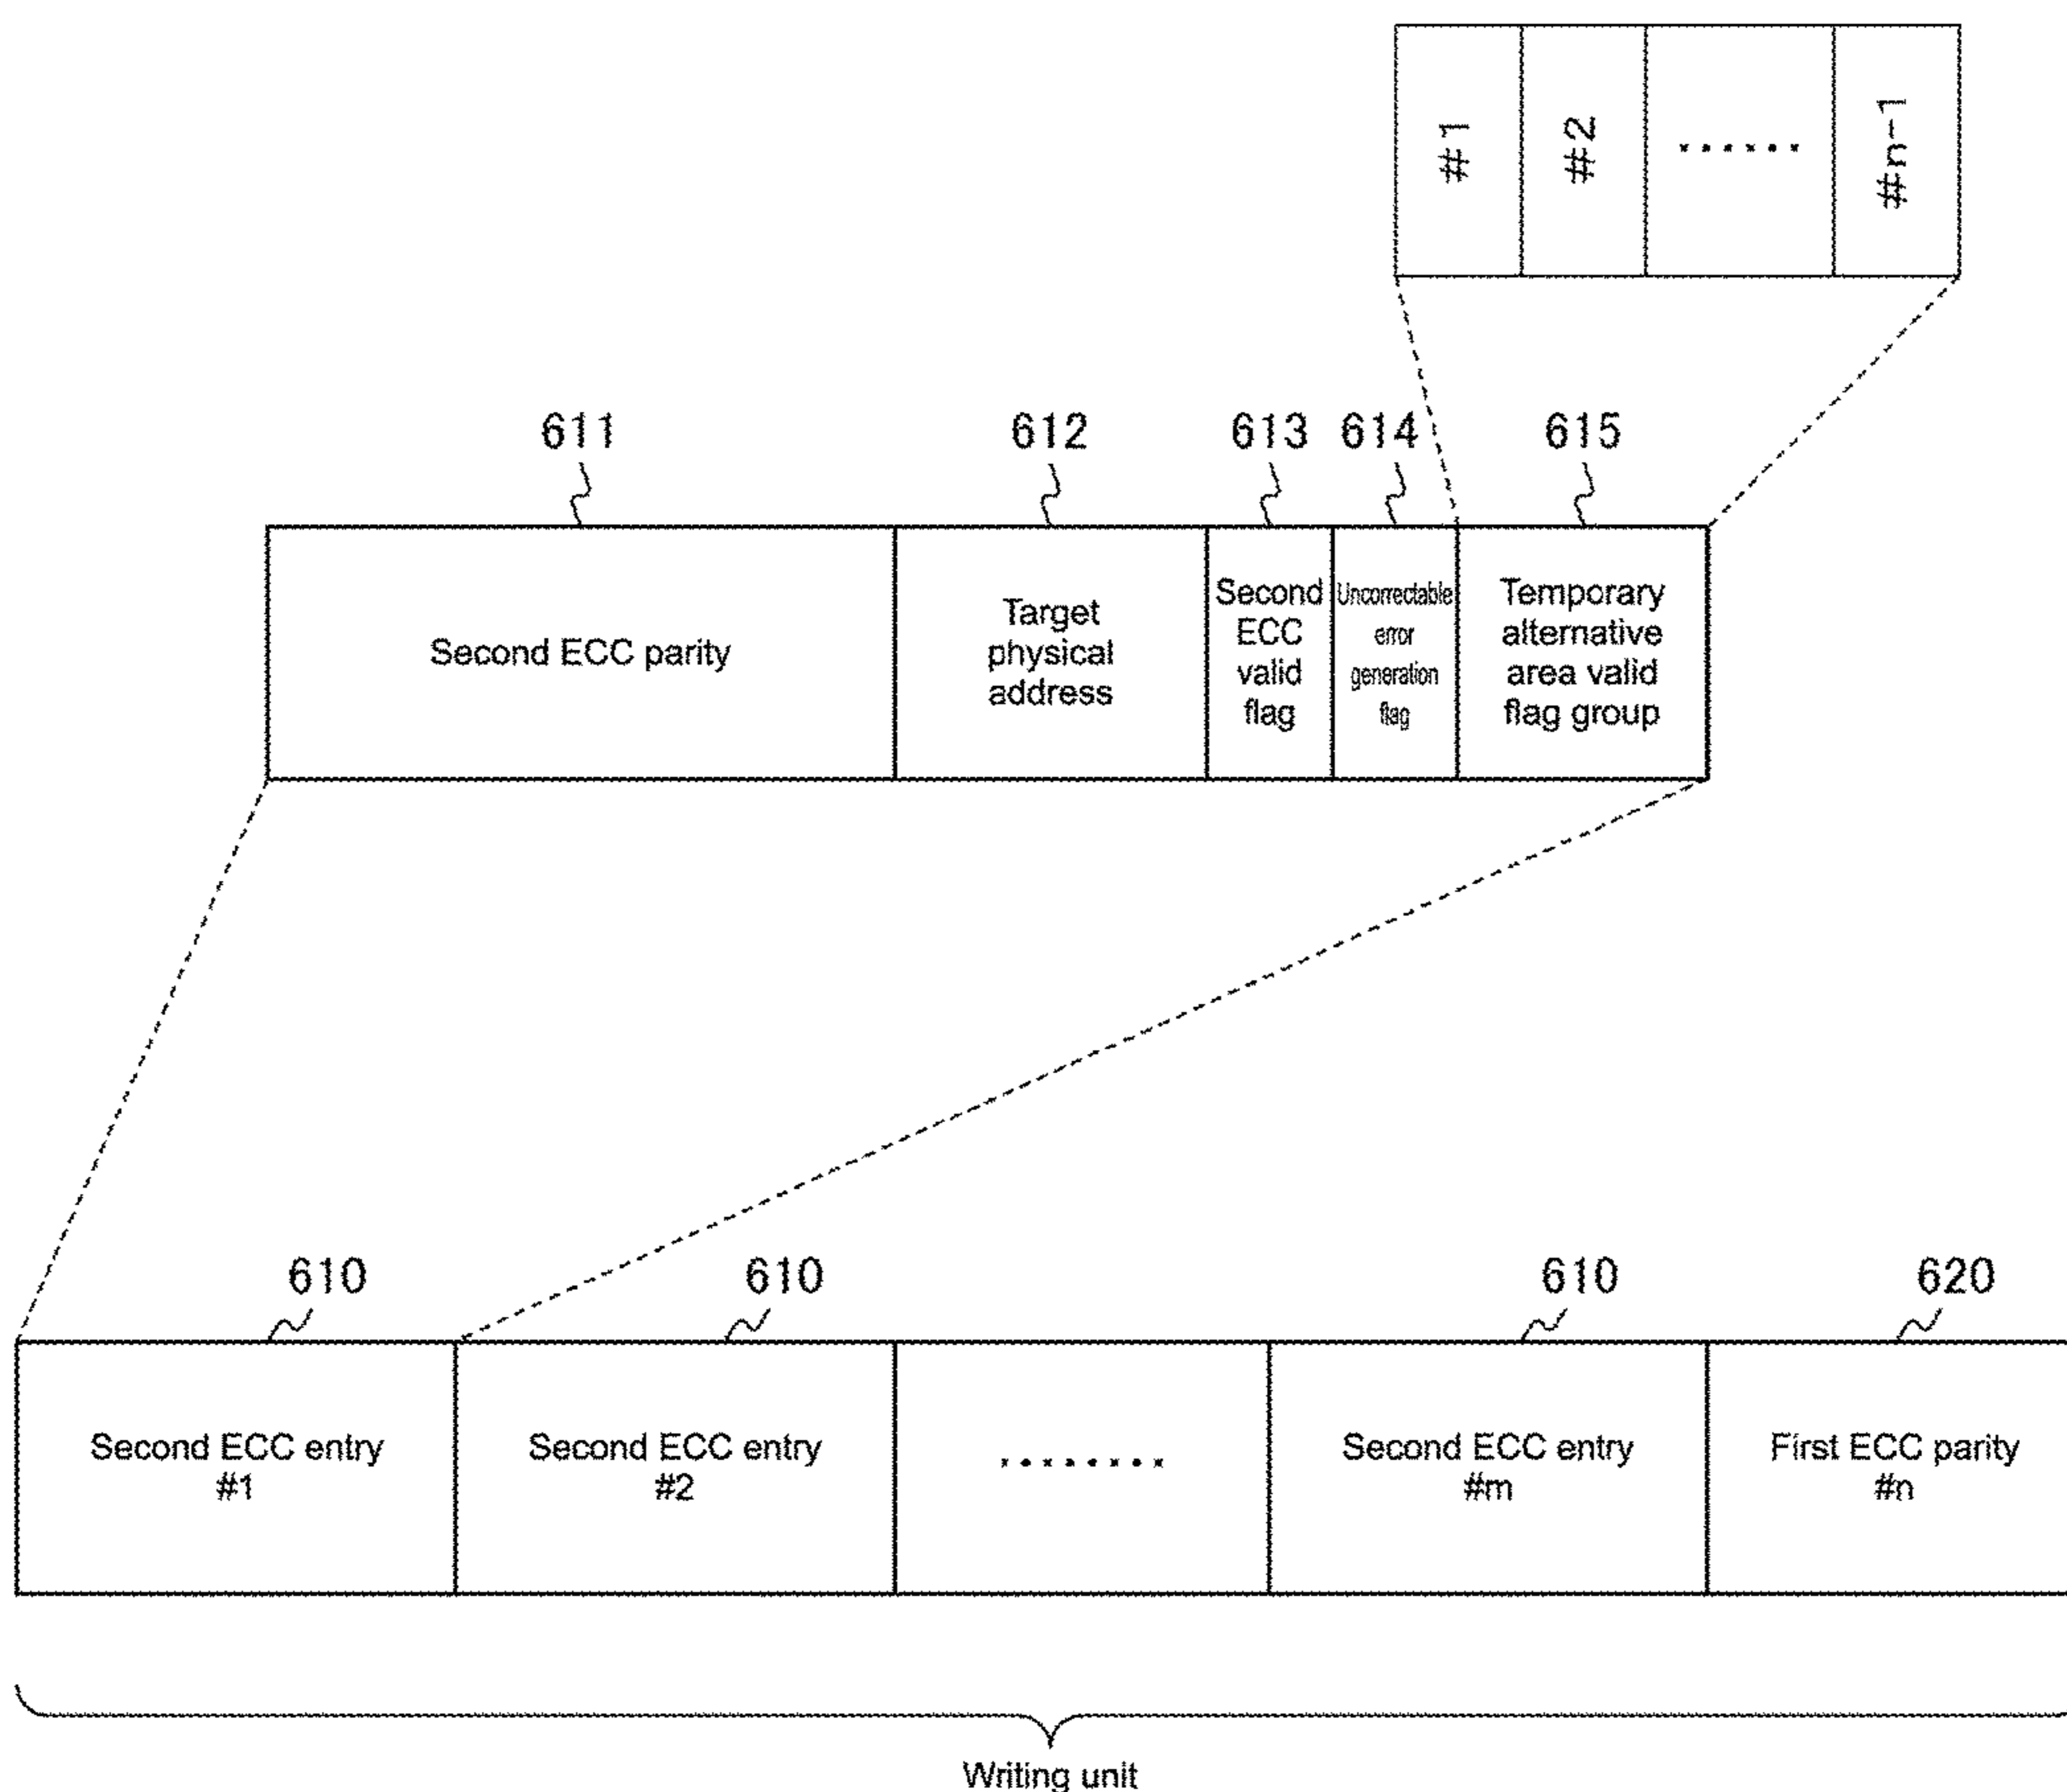 #1
#2
······
#n-1
611
612
613
614
615
Second ECC parity
Target
physical
address
Second
ECC
valid
flag
Uncorrectable
error
generation
flag
Temporary
alternative
area valid
flag group
610
610
610
620
Second ECC entry
#1
Second ECC entry
#2
········
Second ECC entry
#m
First ECC parity
#n
Writing unit